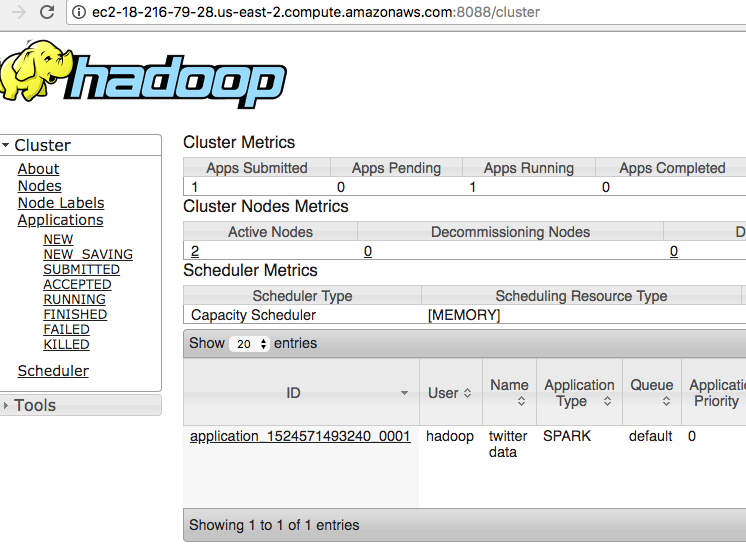 ec2-18-216-79-28.us-east-2.compute.amazonaws.com:8088/cluster
hadoop
Cluster
About
Nodes
Node Labels
Applications
NEW
NEW_SAVING
SUBMITTED
ACCEPTED
RUNNING
FINISHED
FAILED
KILLED
Scheduler
Tools
Cluster Metrics
Apps Submitted Apps Pending Apps Running Apps Completed
1 0 1 0
Cluster Nodes Metrics
Active Nodes Decommissioning Nodes D
2 0 0
Scheduler Metrics
Scheduler Type Scheduling Resource Type
Capacity Scheduler [MEMORY]
Show 20 entries
ID User Name Application Type Queue Applicatio Priority
application_1524571493240_0001 hadoop twitter data SPARK default 0
Showing 1 to 1 of 1 entries